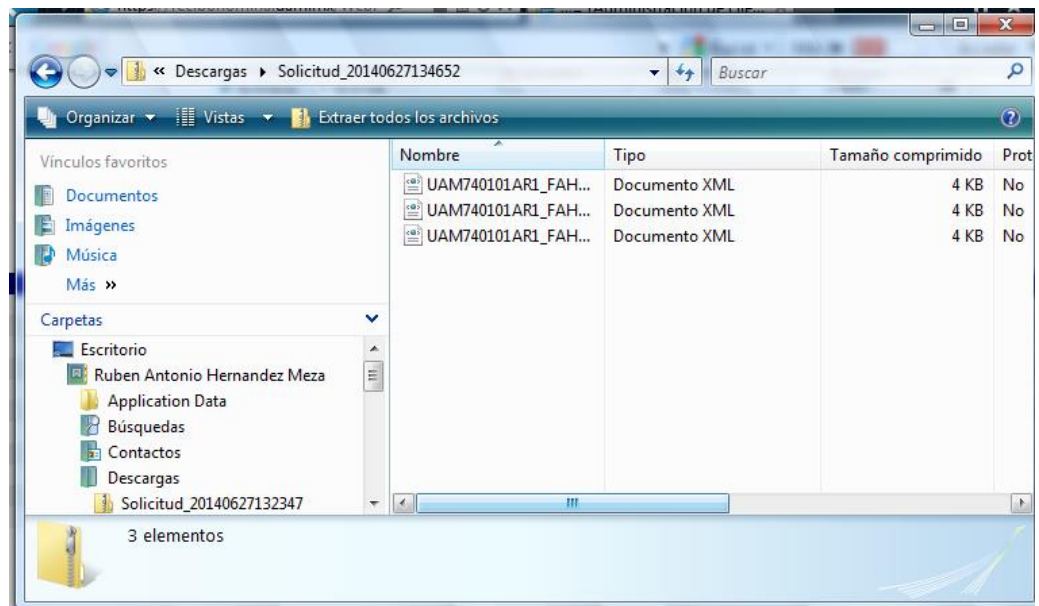 « Descargas ▸ Solicitud_20140627134652 Buscar
Organizar Vistas Extraer todos los archivos
Vínculos favoritos
Documentos
Imágenes
Música
Más »
Carpetas
Escritorio
Ruben Antonio Hernandez Meza
Application Data
Búsquedas
Contactos
Descargas
Solicitud_20140627132347
Nombre Tipo Tamaño comprimido Prot
UAM740101AR1_FAH... Documento XML 4 KB No
UAM740101AR1_FAH... Documento XML 4 KB No
UAM740101AR1_FAH... Documento XML 4 KB No
3 elementos